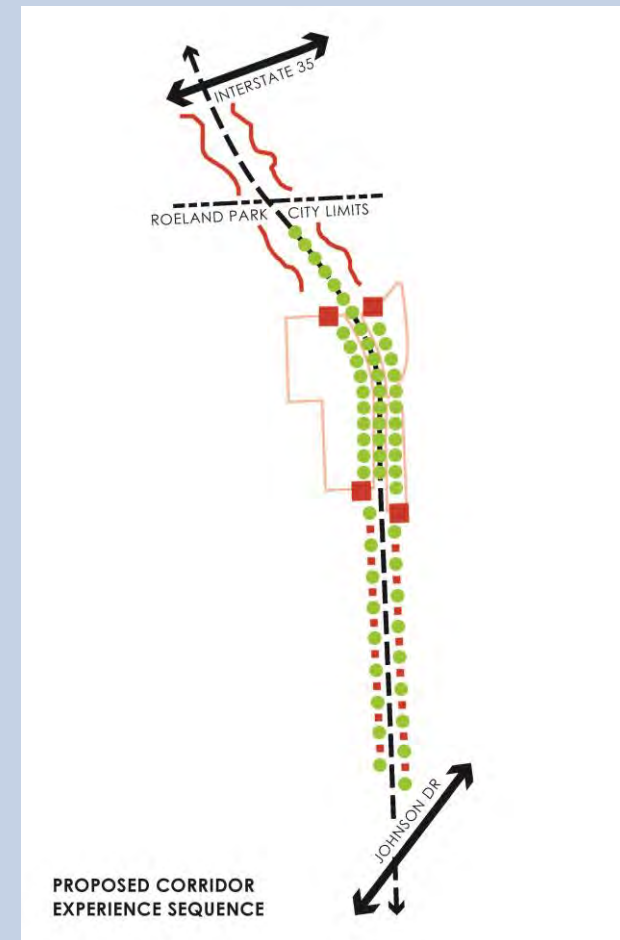 INTERSTATE 35
ROELAND PARK CITY LIMITS
JOHNSON DR
PROPOSED CORRIDOR
EXPERIENCE SEQUENCE